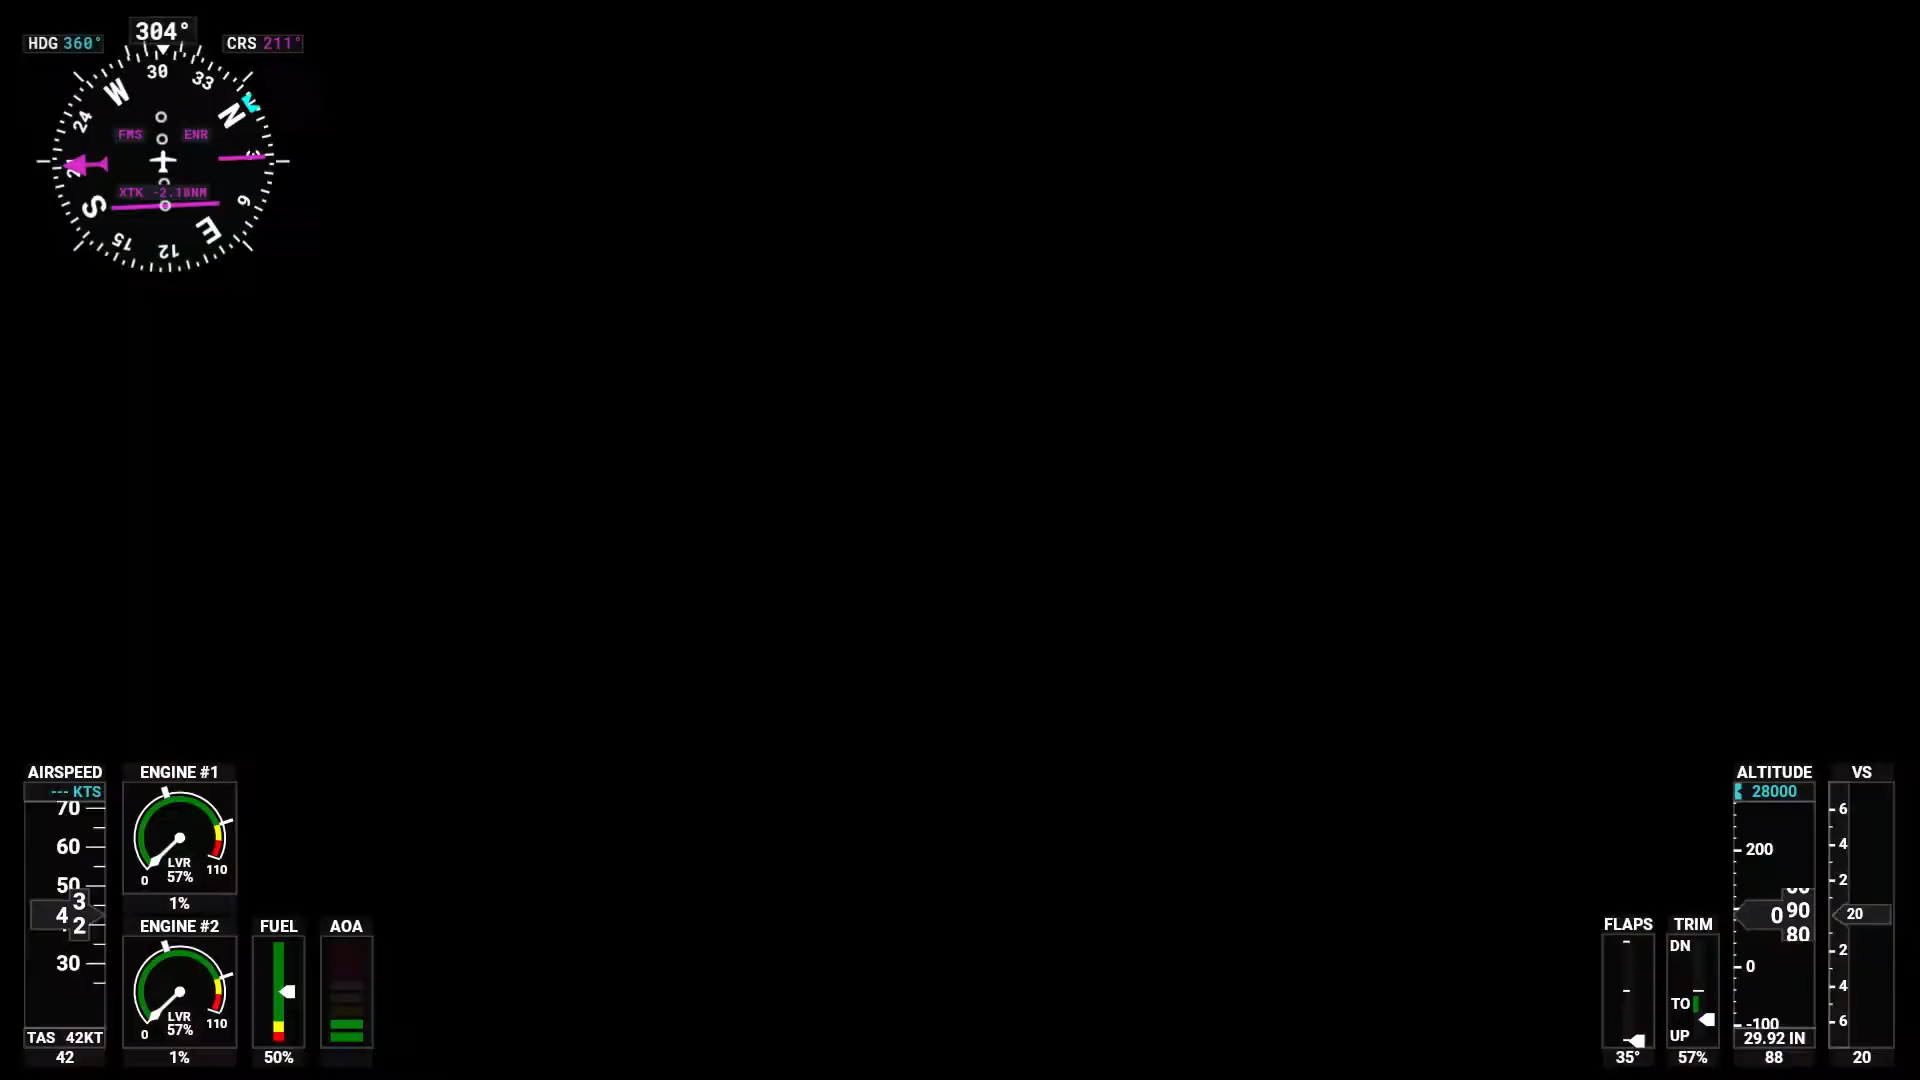 304°
HDG 360°
CRS 211°
30
33
W
N
24
FMS ENR
3
21
XTK -2.18NM
S
6
E
15
12
AIRSPEED
--- KTS
70
60
50
4
3
2
30
TAS 42KT
42
ENGINE #1
LVR
57%
0
110
1%
ENGINE #2
LVR
57%
0
110
1%
FUEL
50%
AOA
FLAPS
35°
TRIM
DN
TO
UP
57%
ALTITUDE
28000
200
0
90
80
0
-100
29.92 IN
88
VS
6
4
2
20
2
4
6
20